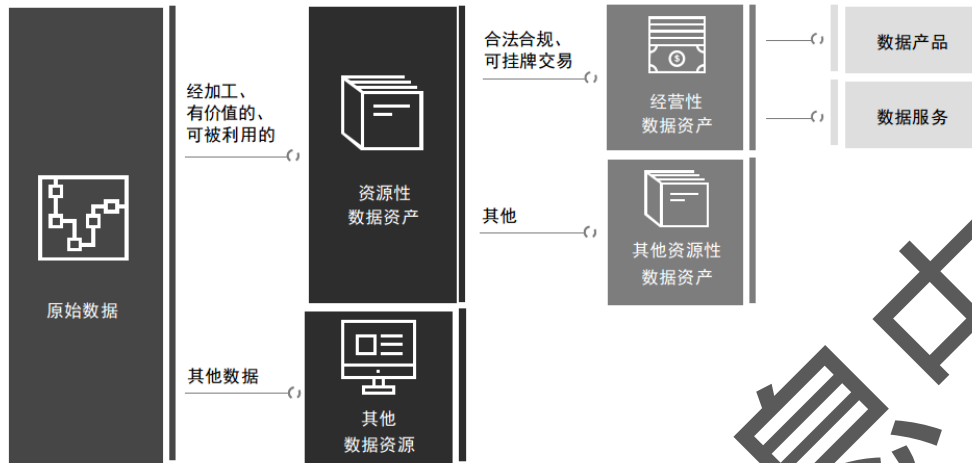 原始数据
经加工、
有价值的、
可被利用的
其他数据
资源性
数据资产
其他
数据资源
合法合规、
可挂牌交易
其他
$
经营性
数据资产
其他资源性
数据资产
数据产品
数据服务